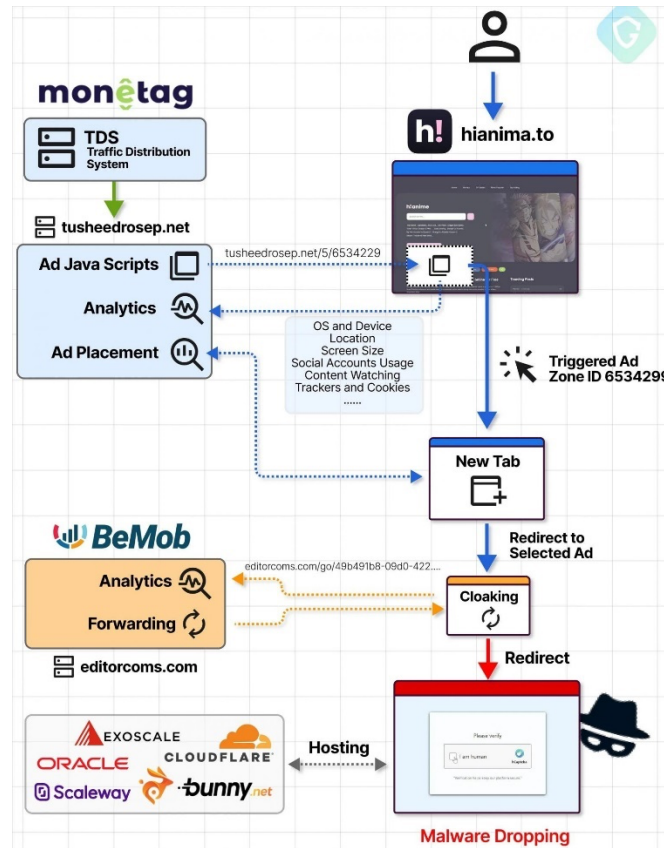 monetag
TDS
Traffic Distribution
System
h! hianima.to
hianime
tusheedrosep.net
tusheedrosep.net/5/6534229
Ad Java Scripts
Analytics
Ad Placement
OS and Device
Location
Screen Size
Social Accounts Usage
Content Watching
Trackers and Cookies
......
Triggered Ad
Zone ID 6534299
New Tab
Redirect to
Selected Ad
BeMob
editorcoms.com/go/49b491b8-09d0-422....
Analytics
Forwarding
Cloaking
editorcoms.com
Redirect
EXOSCALE
CLOUDFLARE
ORACLE
Scaleway
bunny.net
Hosting
Please verify
I am human
Malware Dropping